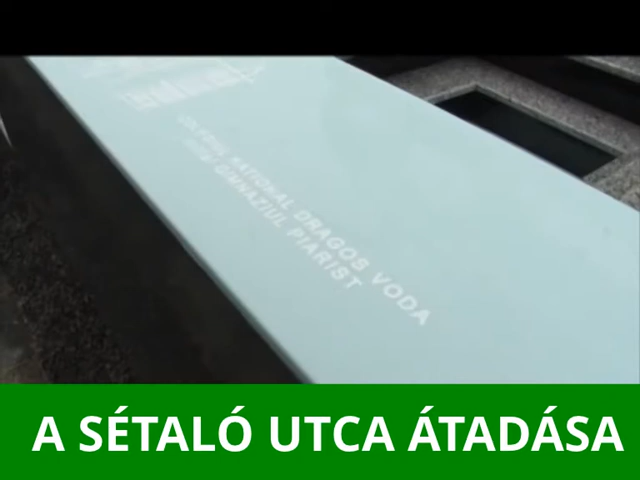 COLEGIUL NATIONAL DRAGOS VODA
GIMNAZIUL PIARIST
A SÉTALÓ UTCA ÁTADÁSA